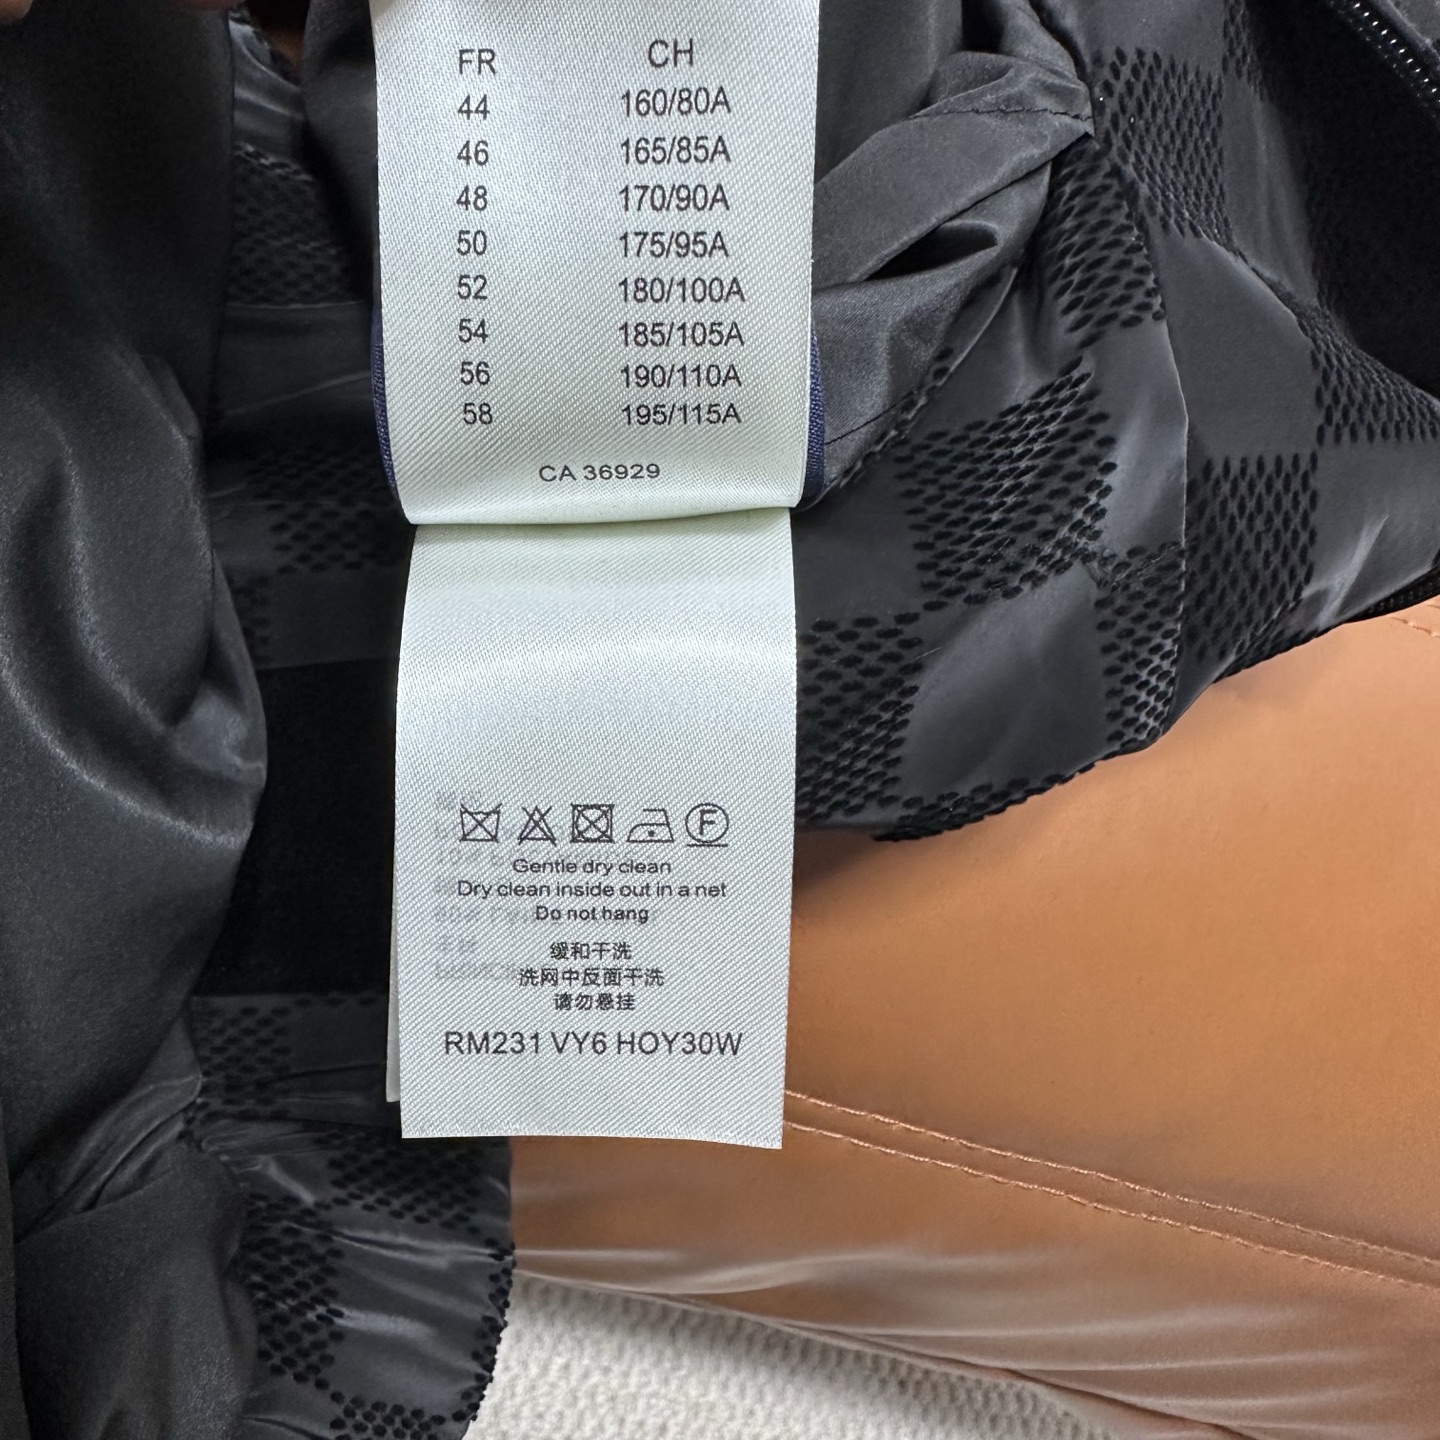 FR CH
44 160/80A
46 165/85A
48 170/90A
50 175/95A
52 180/100A
54 185/105A
56 190/110A
58 195/115A
CA 36929
F
Gentle dry clean
Dry clean inside out in a net
Do not hang
缓和干洗
洗网中反面干洗
请勿悬挂
RM231 VY6 HOY30W